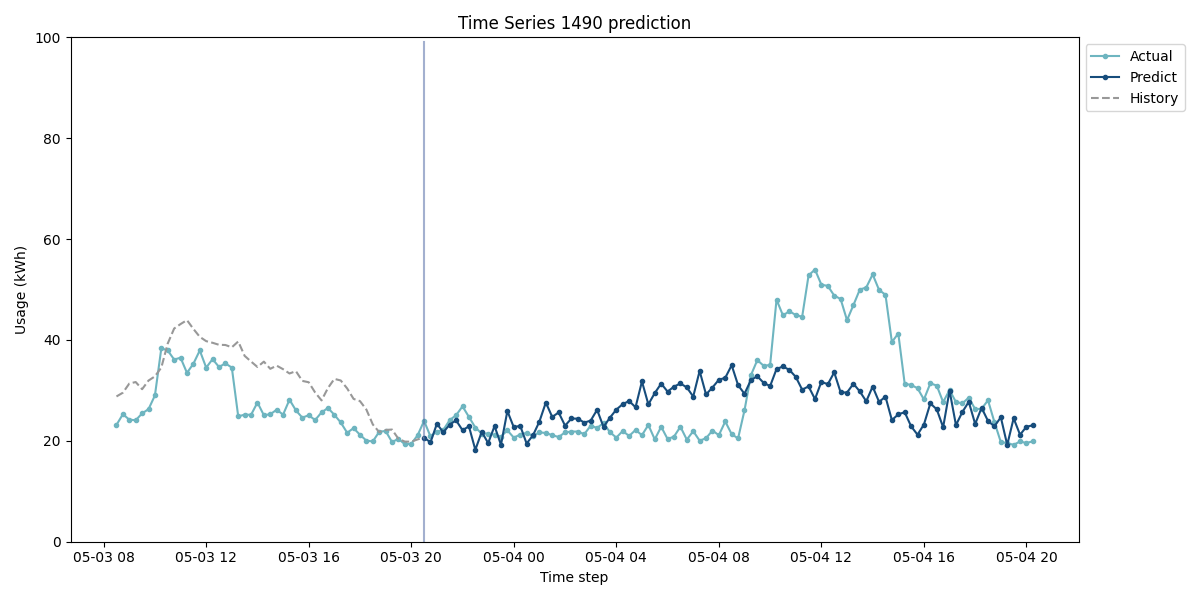 Time Series 1490 prediction
100
80
60
40
20
0
Usage (kWh)
05-03 08
05-03 12
05-03 16
05-03 20
05-04 00
05-04 04
05-04 08
05-04 12
05-04 16
05-04 20
Time step
Actual
Predict
History